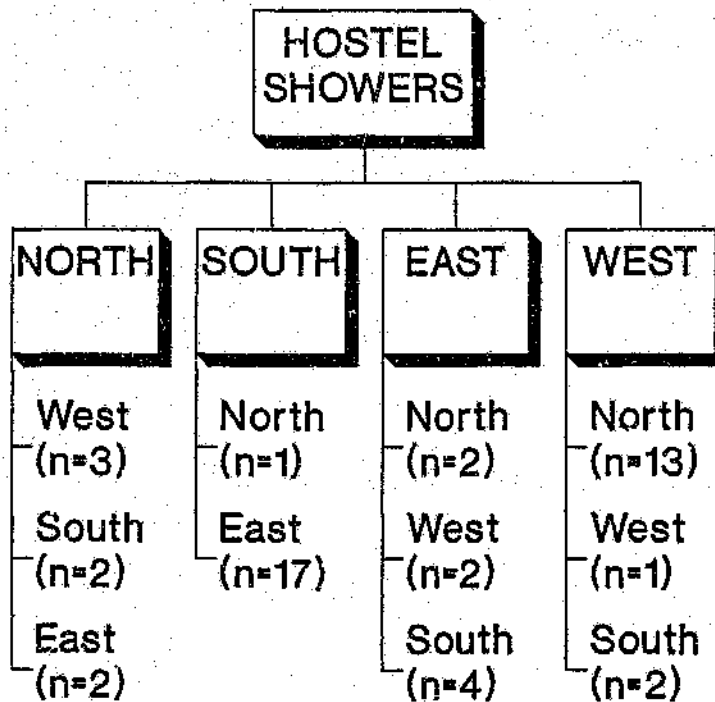 HOSTEL
SHOWERS
NORTH
SOUTH
EAST
WEST
West
(n=3)
South
(n=2)
East
(n=2)
North
(n=1)
East
(n=17)
North
(n=2)
West
(n=2)
South
(n=4)
North
(n=13)
West
(n=1)
South
(n=2)